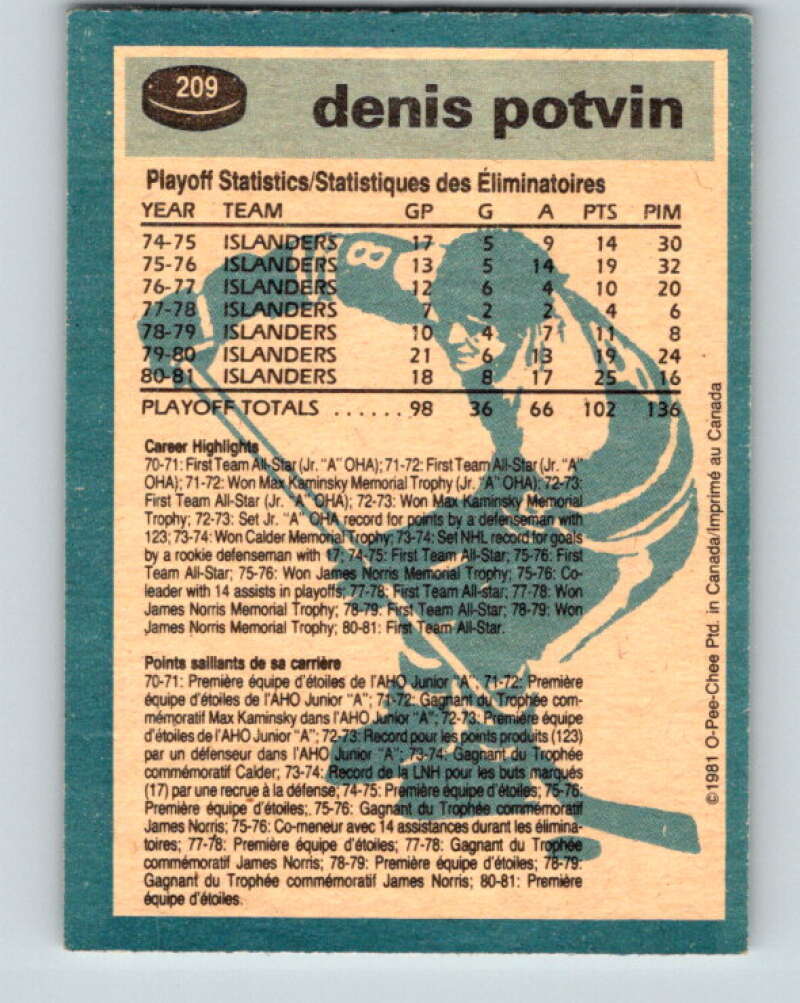 209
denis potvin
Playoff Statistics/Statistiques des Éliminatoires
YEAR TEAM GP G A PTS PIM
74-75 ISLANDERS 17 5 9 14 30
75-76 ISLANDERS 13 5 14 19 32
76-77 ISLANDERS 12 6 4 10 20
77-78 ISLANDERS 7 2 2 4 6
78-79 ISLANDERS 10 4 7 11 8
79-80 ISLANDERS 21 6 13 19 24
80-81 ISLANDERS 18 8 17 25 16
PLAYOFF TOTALS ...... 98 36 66 102 136
8
Career Highlights
70-71: First Team All-Star (Jr. "A" OHA); 71-72: First Team All-Star (Jr. "A"
OHA); 71-72: Won Max Kaminsky Memorial Trophy (Jr. "A" OHA); 72-73:
First Team All-Star (Jr. "A" OHA); 72-73: Won Max Kaminsky Memorial
Trophy; 72-73: Set Jr. "A" OHA record for points by a defenseman with
123; 73-74: Won Calder Memorial Trophy; 73-74: Set NHL record for goals
by a rookie defenseman with 17; 74-75: First Team All-Star; 75-76: First
Team All-Star; 75-76: Won James Norris Memorial Trophy; 75-76: Co-
leader with 14 assists in playoffs; 77-78: First Team All-star; 77-78: Won
James Norris Memorial Trophy; 78-79: First Team All-Star; 78-79: Won
James Norris Memorial Trophy; 80-81: First Team All-Star.
Points saillants de sa carrière
70-71: Première équipe d'étoiles de l'AHO Junior "A"; 71-72: Première
équipe d'étoiles de l'AHO Junior "A"; 71-72: Gagnant du Trophée com-
mémoratif Max Kaminsky dans l'AHO Junior "A"; 72-73: Première équipe
d'étoiles de l'AHO Junior "A"; 72-73: Record pour les points produits (123)
par un défenseur dans l'AHO Junior "A"; 73-74: Gagnant du Trophée
commémoratif Calder; 73-74: Record de la LNH pour les buts marqués
(17) par une recrue à la défense; 74-75: Première équipe d'étoiles; 75-76:
Première équipe d'étoiles; 75-76: Gagnant du Trophée commémoratif
James Norris; 75-76: Co-meneur avec 14 assistances durant les élimina-
toires; 77-78: Première équipe d'étoiles; 77-78: Gagnant du Trophée
commémoratif James Norris; 78-79: Première équipe d'étoiles; 78-79:
Gagnant du Trophée commémoratif James Norris; 80-81: Première
équipe d'étoiles.
©1981 O-Pee-Chee Ptd. in Canada/Imprimé au Canada